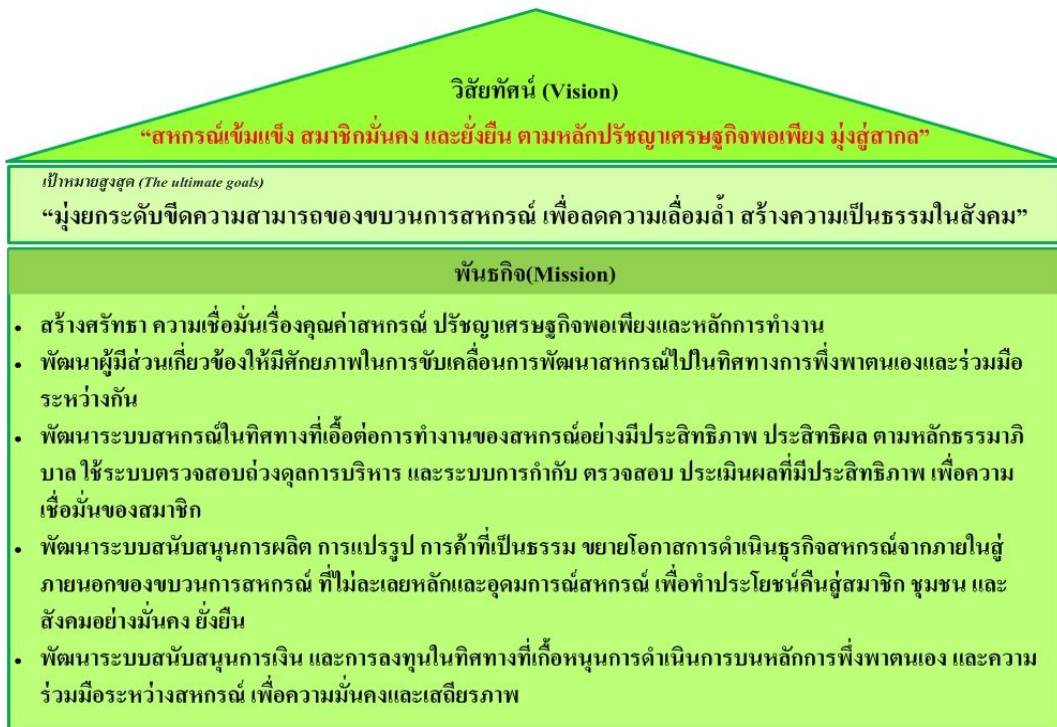 วิสัยทัศน์ (Vision)
“สหกรณ์เข้มแข็ง สมาชิกมั่นคง และยั่งยืน ตามหลักปรัชญาเศรษฐกิจพอเพียง มุ่งสู่สากล”
เป้าหมายสูงสุด (The ultimate goals)
“มุ่งยกระดับขีดความสามารถของขบวนการสหกรณ์ เพื่อลดความเลื่อมล้ำ สร้างความเป็นธรรมในสังคม”
พันธกิจ(Mission)
• สร้างศรัทธา ความเชื่อมั่นเรื่องคุณค่าสหกรณ์ ปรัชญาเศรษฐกิจพอเพียงและหลักการทำงาน
• พัฒนาผู้มีส่วนเกี่ยวข้องให้มีศักยภาพในการขับเคลื่อนการพัฒนาสหกรณ์ไปในทิศทางการพึ่งพาตนเองและร่วมมือ
ระหว่างกัน
• พัฒนาระบบสหกรณ์ในทิศทางที่เอื้อต่อการทำงานของสหกรณ์อย่างมีประสิทธิภาพ ประสิทธิผล ตามหลักธรรมาภิ
บาล ใช้ระบบตรวจสอบถ่วงดุลการบริหาร และระบบการกำกับ ตรวจสอบ ประเมินผลที่มีประสิทธิภาพ เพื่อความ
เชื่อมั่นของสมาชิก
• พัฒนาระบบสนับสนุนการผลิต การแปรรูป การค้าที่เป็นธรรม ขยายโอกาสการดำเนินธุรกิจสหกรณ์จากภายในสู่
ภายนอกของขบวนการสหกรณ์ ที่ไม่ละเลยหลักและอุดมการณ์สหกรณ์ เพื่อทำประโยชน์คืนสู่สมาชิก ชุมชน และ
สังคมอย่างมั่นคง ยั่งยืน
• พัฒนาระบบสนับสนุนการเงิน และการลงทุนในทิศทางที่เกื้อหนุนการดำเนินการบนหลักการพึ่งพาตนเอง และความ
ร่วมมือระหว่างสหกรณ์ เพื่อความมั่นคงและเสถียรภาพ